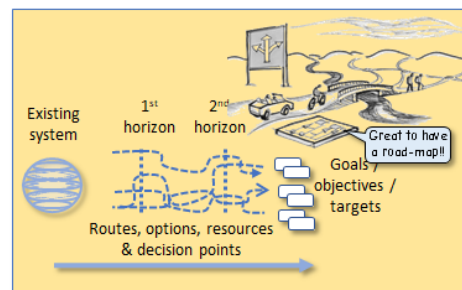 Existing
system
1st
horizon
2nd
horizon
Great to have
a road-map!!
Goals /
objectives /
targets
Routes, options, resources
& decision points